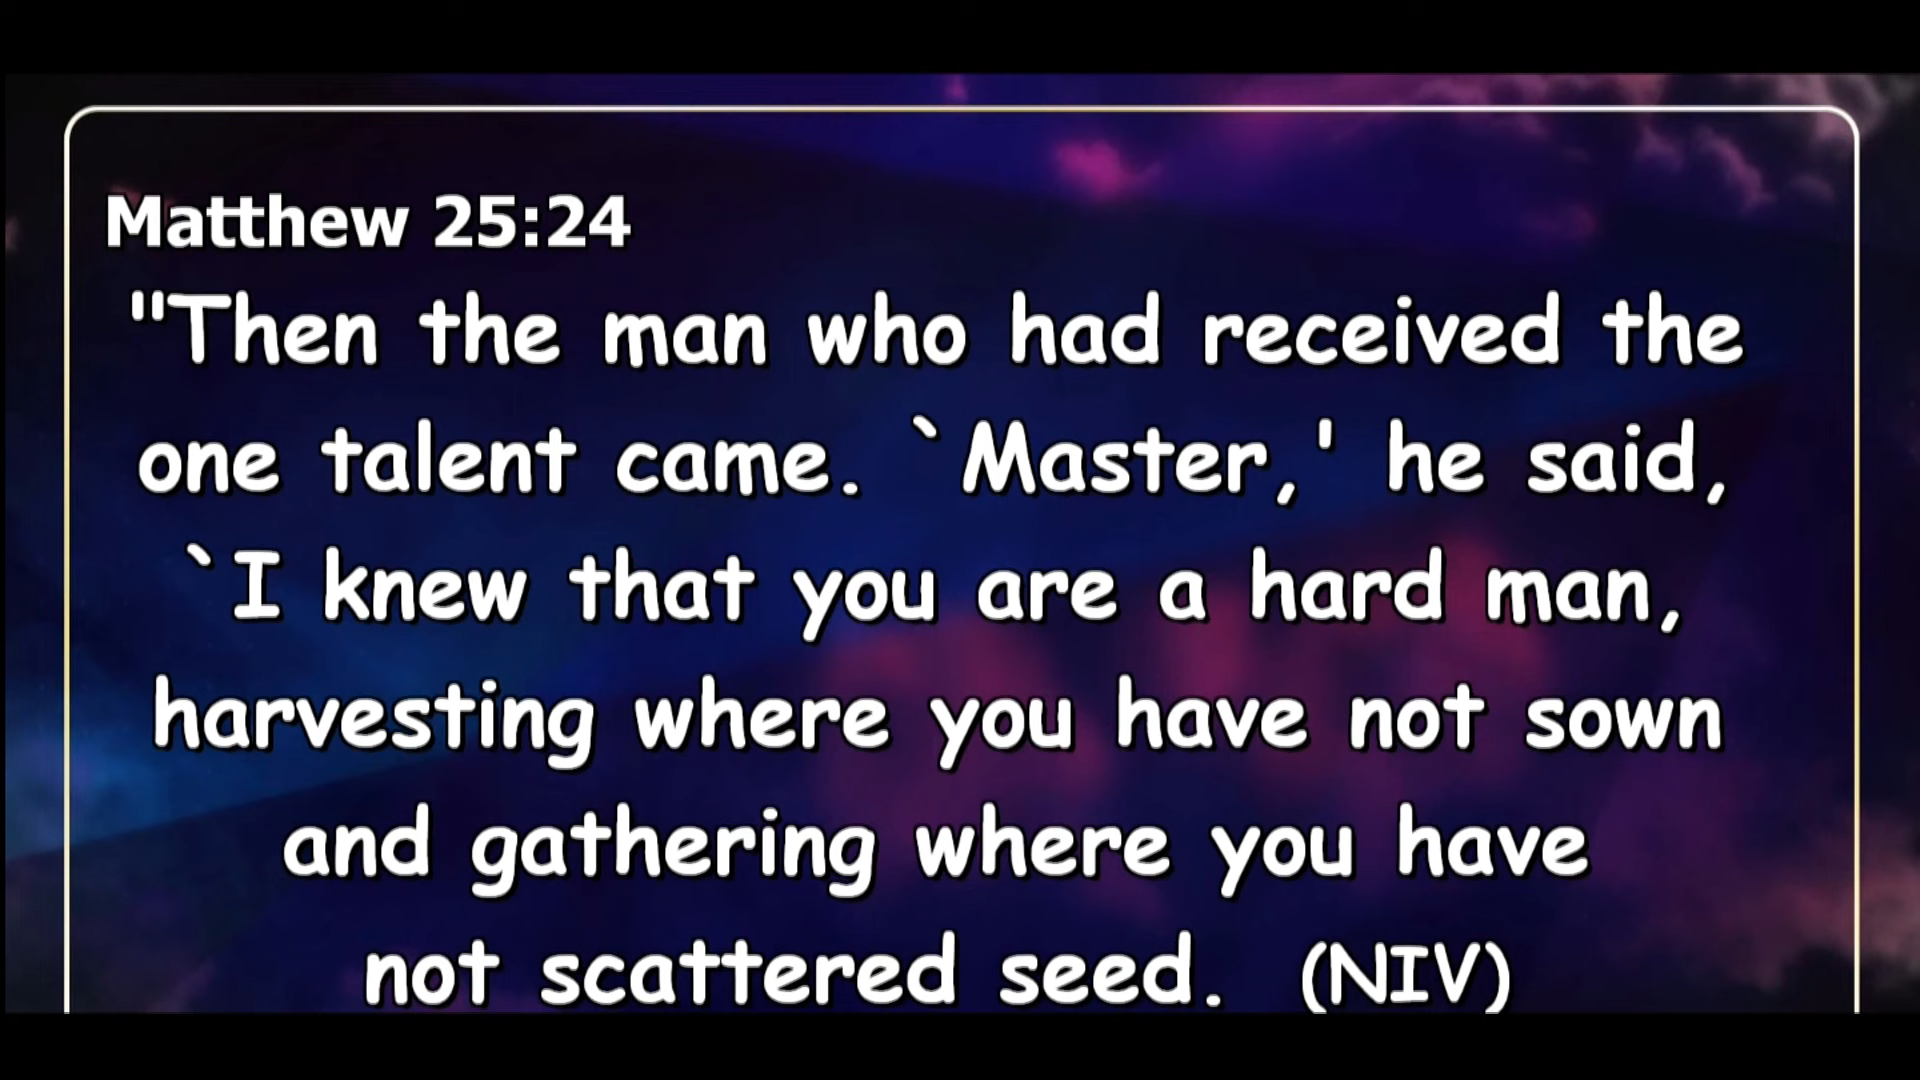 Matthew 25:24
"Then the man who had received the
one talent came. `Master,' he said,
`I knew that you are a hard man,
harvesting where you have not sown
and gathering where you have
not scattered seed. (NIV)